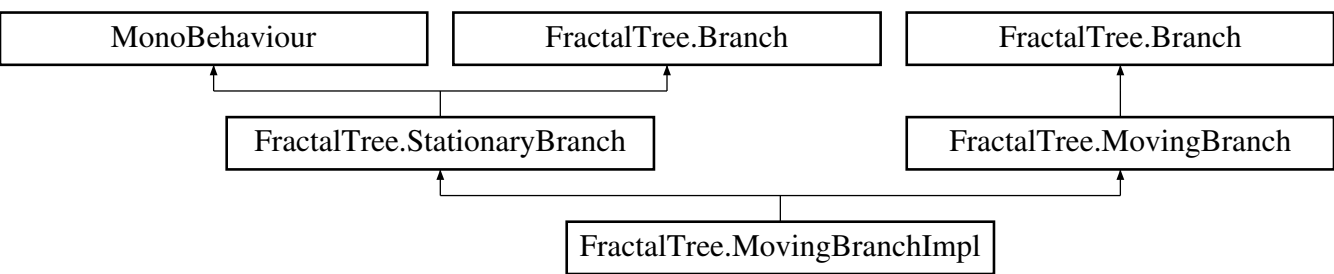 MonoBehaviour
FractalTree.Branch
FractalTree.Branch
FractalTree.StationaryBranch
FractalTree.MovingBranch
FractalTree.MovingBranchImpl